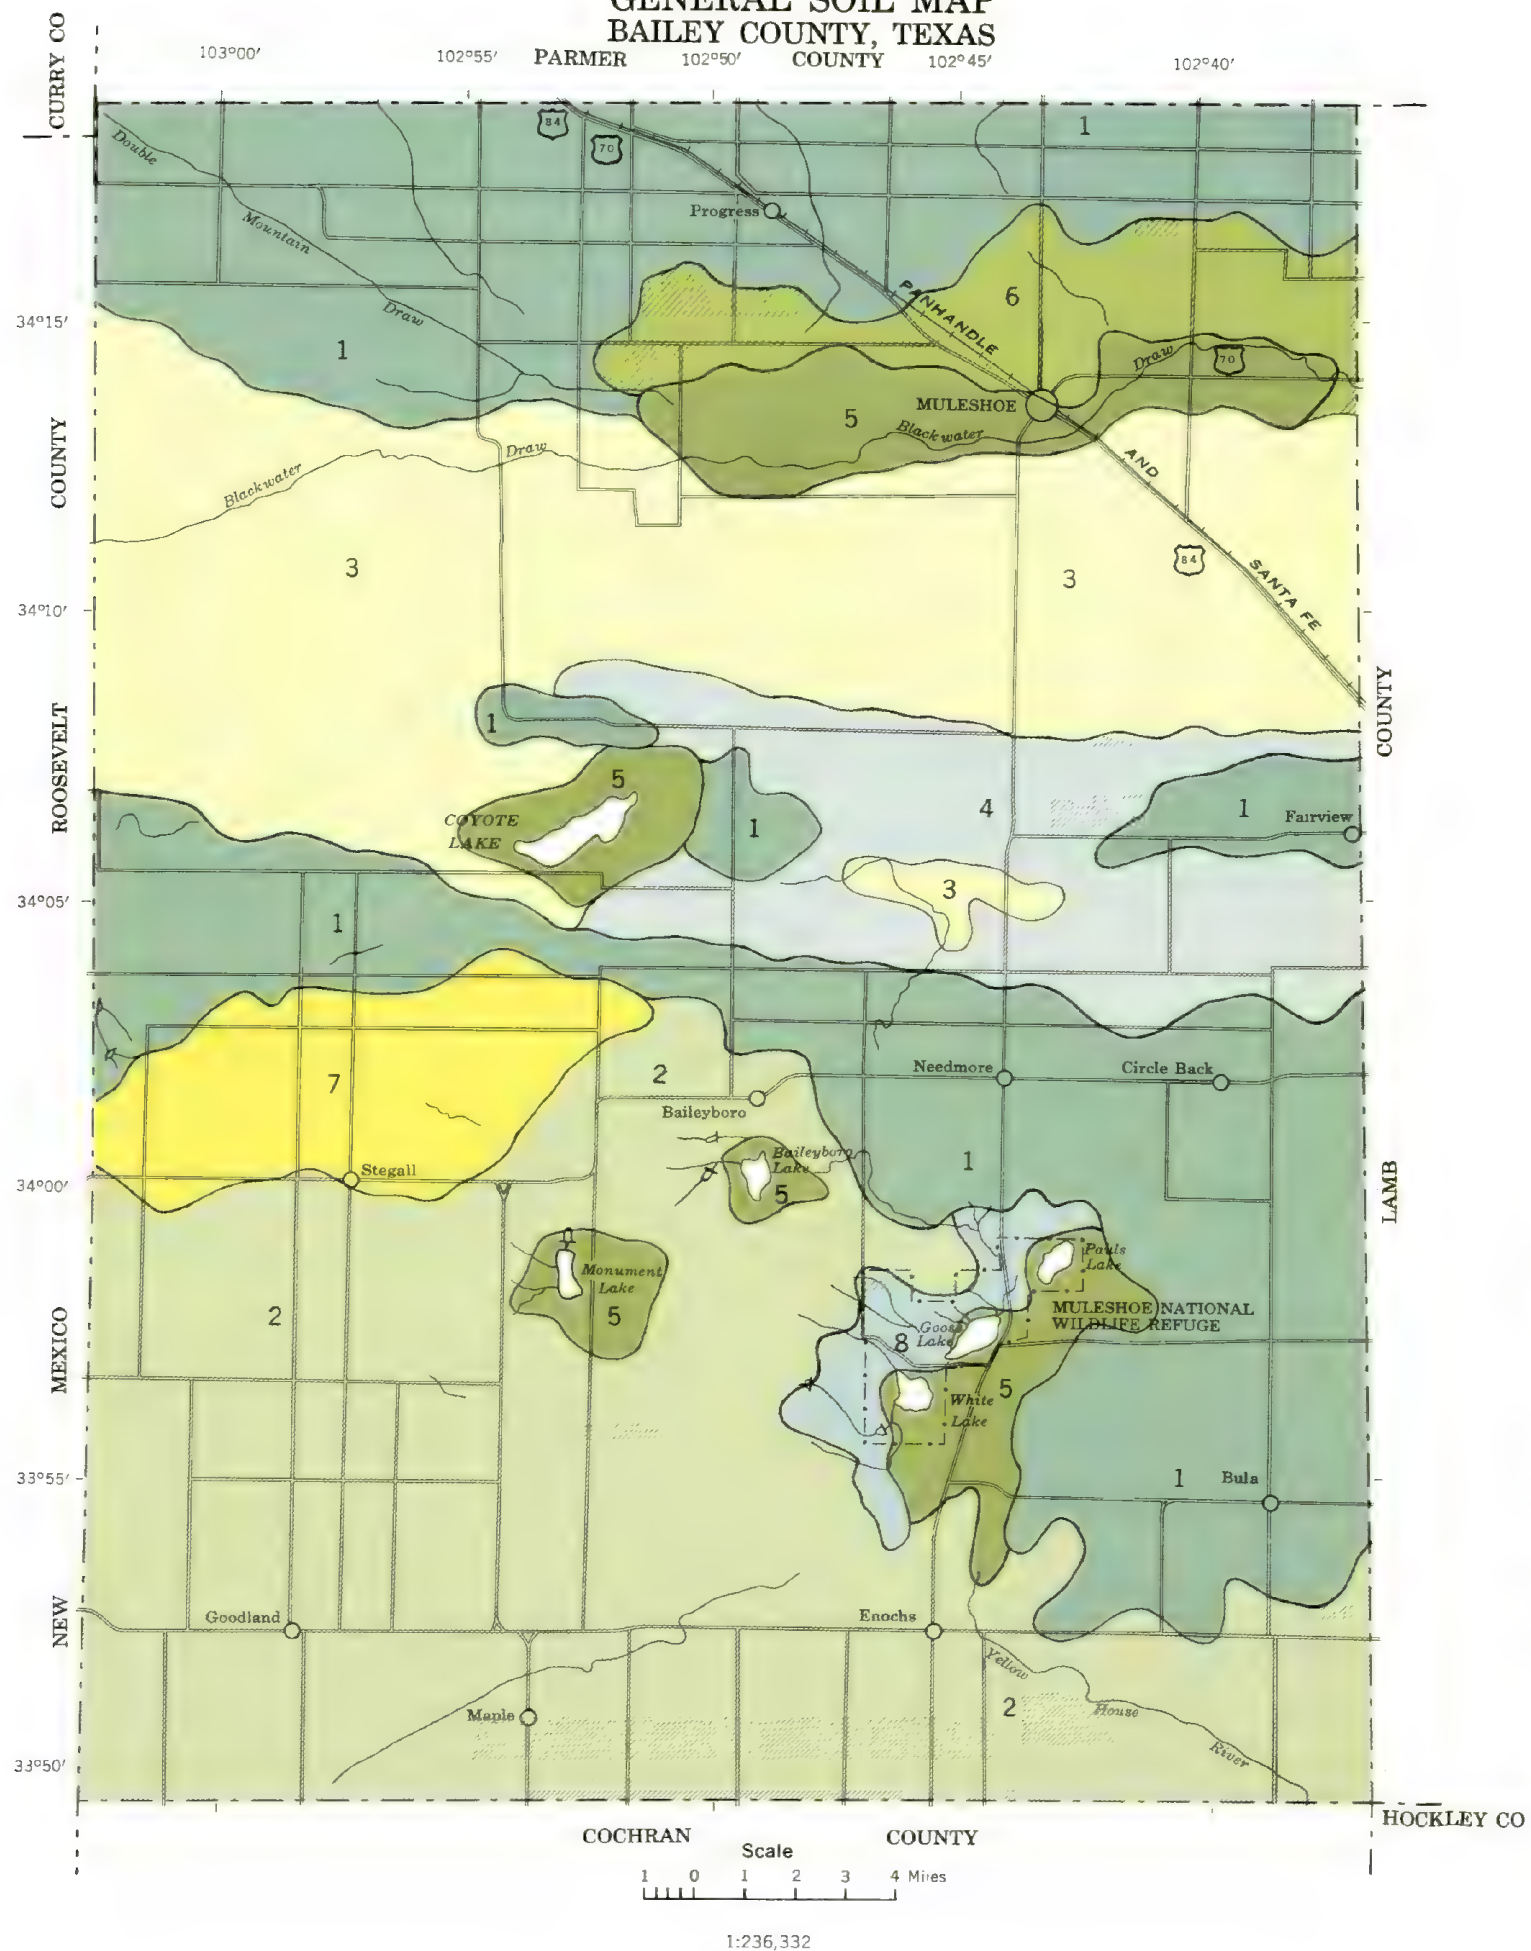 GENERAL SOIL MAP
BAILEY COUNTY, TEXAS
CURRY CO
103°00′
102°55′
PARMER
102°50′
COUNTY
102°45′
102°40′
84
70
1
Double
Mountain
Draw
Progress
PANHANDLE
6
34°15′
1
Draw
70
MULESHOE
5
Blackwater
COUNTY
Draw
Blackwater
AND
84
SANTA FE
3
3
34°10′
ROOSEVELT
COUNTY
1
5
COYOTE
LAKE
1
4
1
Fairview
3
34°05′
1
7
2
Needmore
Circle Back
Baileyboro
Baileyboro
Lake
5
1
Stegall
34°00′
LAMB
Monument
Lake
5
2
Pauls
Lake
MULESHOE NATIONAL
WILDLIFE REFUGE
Goose
Lake
8
5
White
Lake
MEXICO
33°55′
1
Bula
NEW
Goodland
Enochs
Yellow
House
River
2
Maple
33°50′
HOCKLEY CO
COCHRAN
COUNTY
Scale
1 0 1 2 3 4 Miles
1:236,332